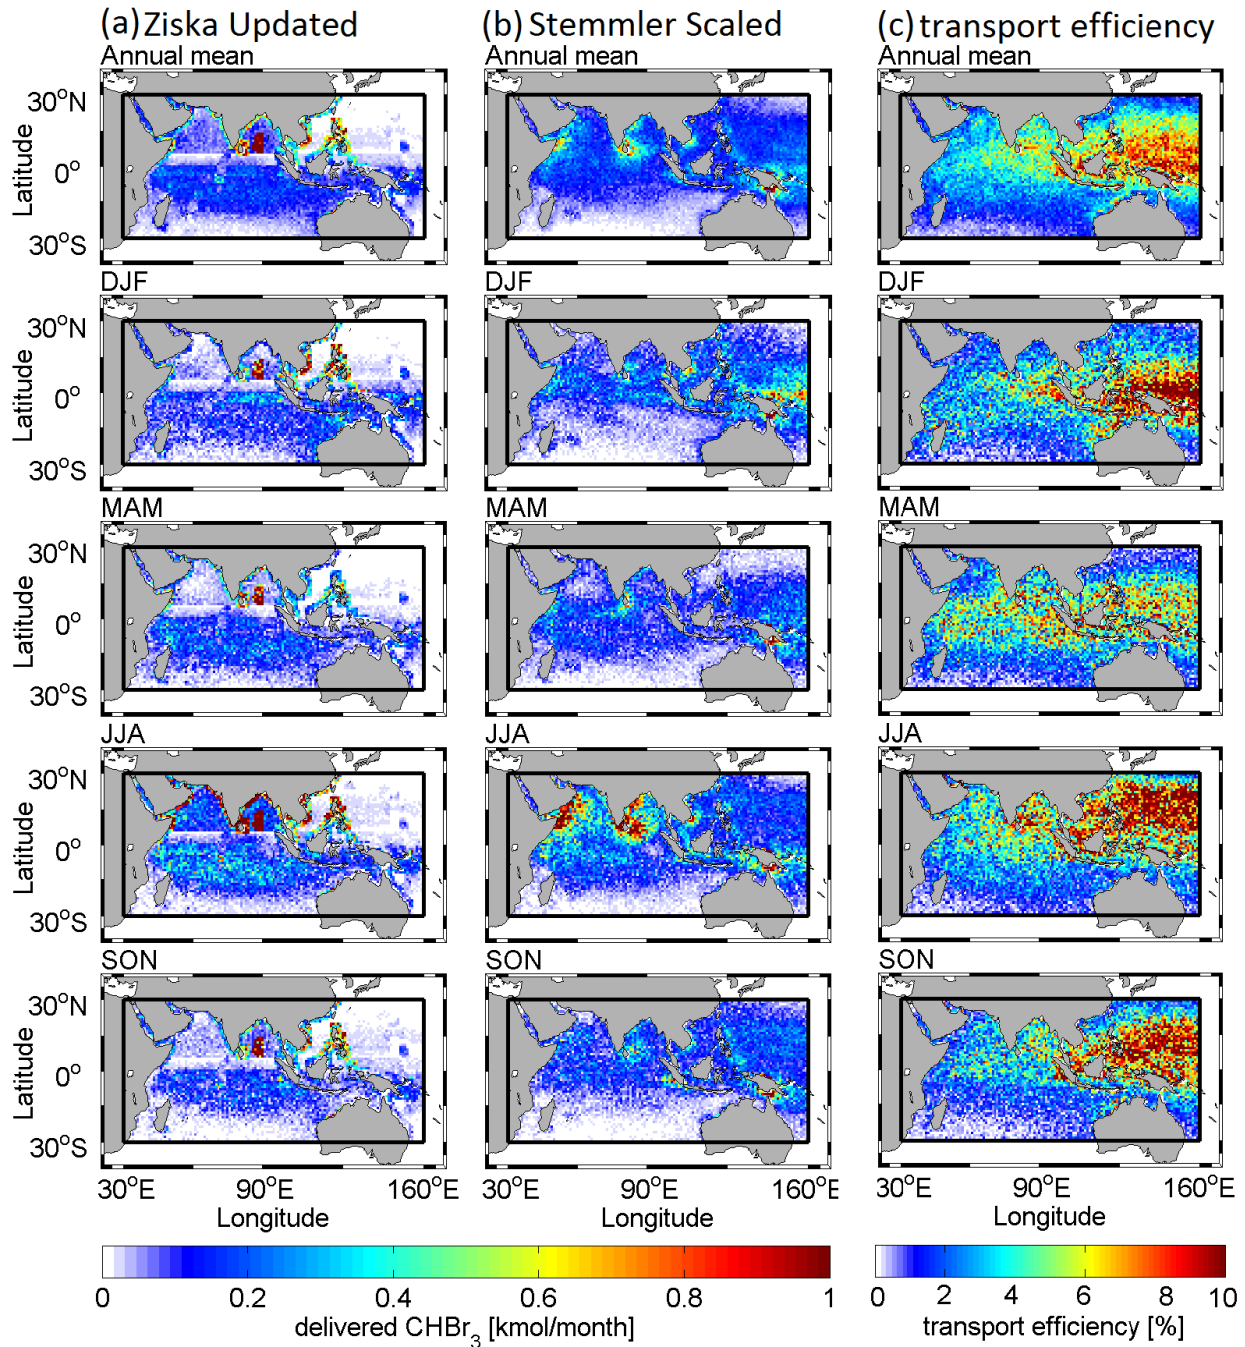 (a) Ziska Updated
(b) Stemmler Scaled
(c) transport efficiency
Annual mean
Annual mean
Annual mean
30°N
0°
30°S
Latitude
DJF
DJF
DJF
30°N
0°
30°S
Latitude
MAM
MAM
MAM
30°N
0°
30°S
Latitude
JJA
JJA
JJA
30°N
0°
30°S
Latitude
SON
SON
SON
30°N
0°
30°S
Latitude
30°E 90°E 160°E
30°E 90°E 160°E
30°E 90°E 160°E
Longitude
Longitude
Longitude
0 0.2 0.4 0.6 0.8 1
delivered CHBr₃ [kmol/month]
0 2 4 6 8 10
transport efficiency [%]